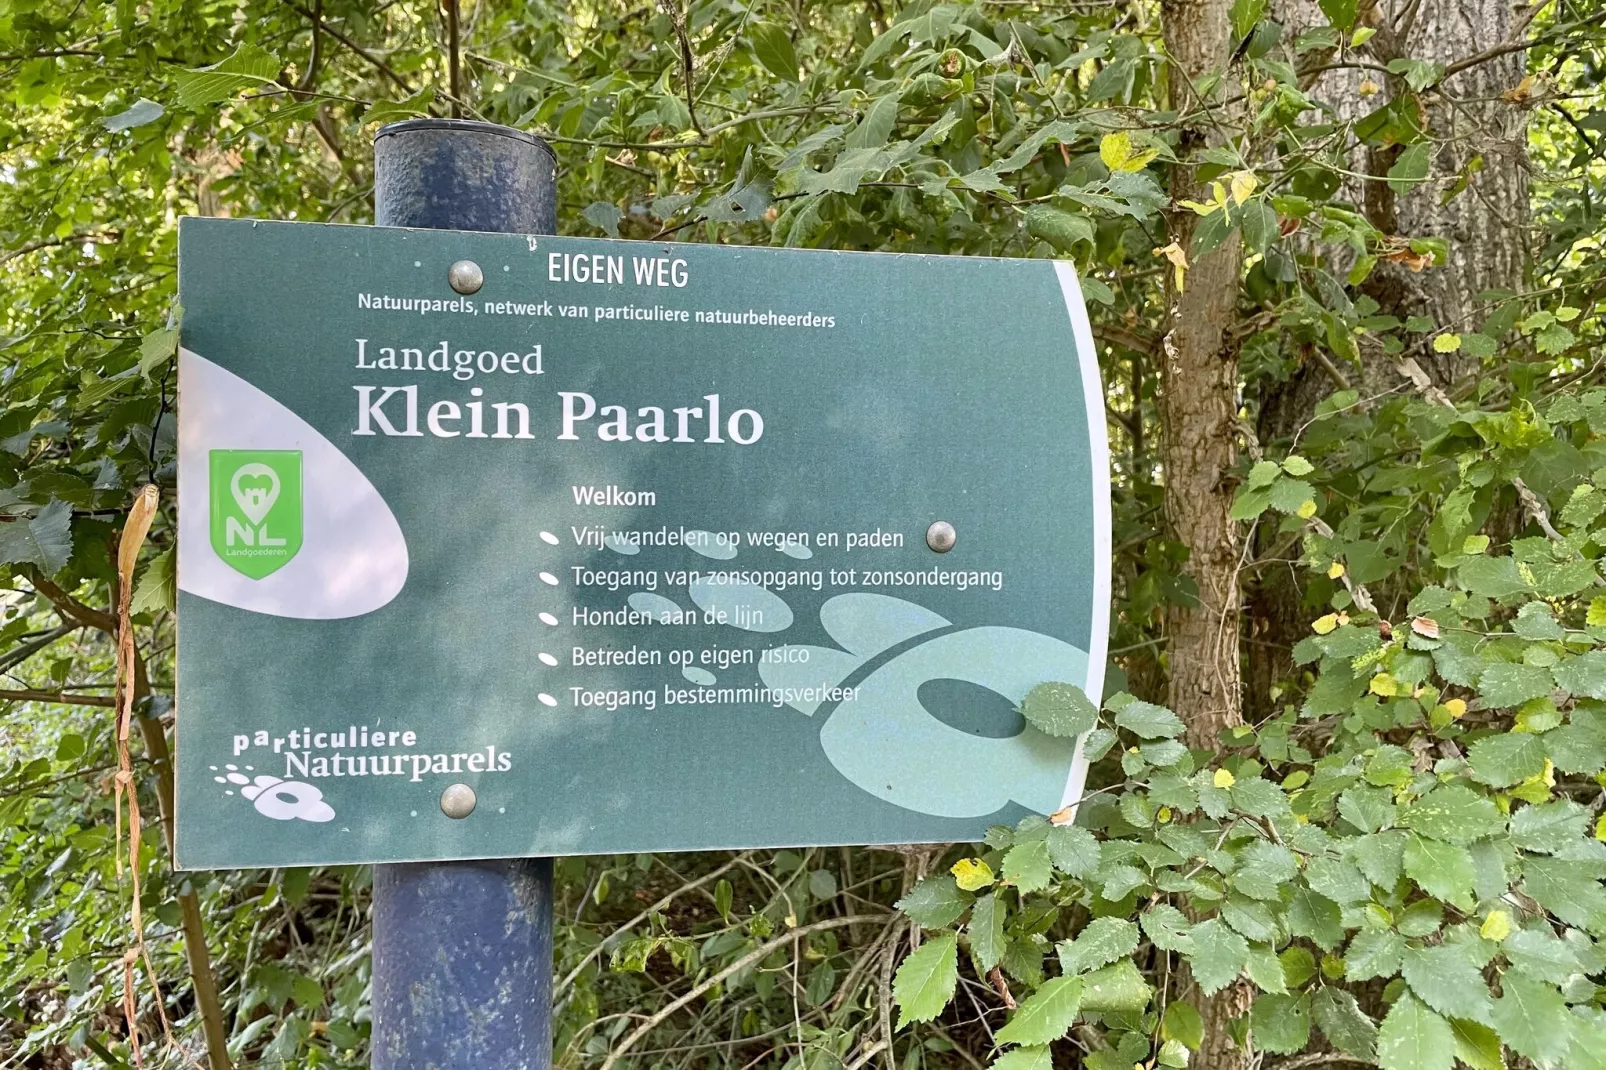 EIGEN WEG
Natuurparels, netwerk van particuliere natuurbeheerders
Landgoed
Klein Paarlo
NL
Landgoederen
Welkom
Vrij wandelen op wegen en paden
Toegang van zonsopgang tot zonsondergang
Honden aan de lijn
Betreden op eigen risico
Toegang bestemmingsverkeer
particuliere
Natuurparels